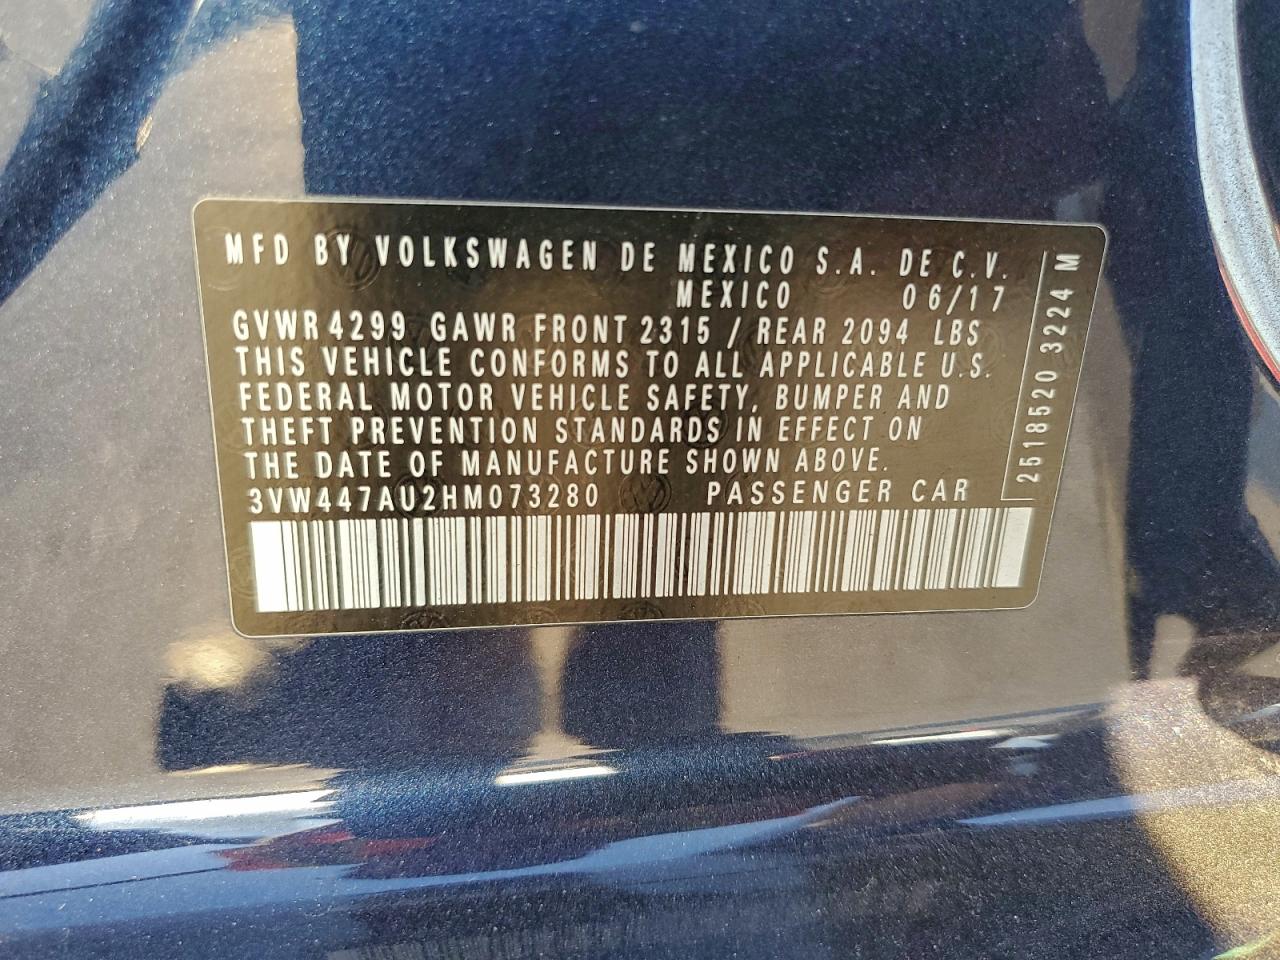 MFD BY VOLKSWAGEN DE MEXICO S.A. DE C.V.
MEXICO 06/17
GVWR 4299 GAWR FRONT 2315 / REAR 2094 LBS
THIS VEHICLE CONFORMS TO ALL APPLICABLE U.S.
FEDERAL MOTOR VEHICLE SAFETY, BUMPER AND
THEFT PREVENTION STANDARDS IN EFFECT ON
THE DATE OF MANUFACTURE SHOWN ABOVE.
3VW447AU2HM073280 PASSENGER CAR
2518520 3224 M